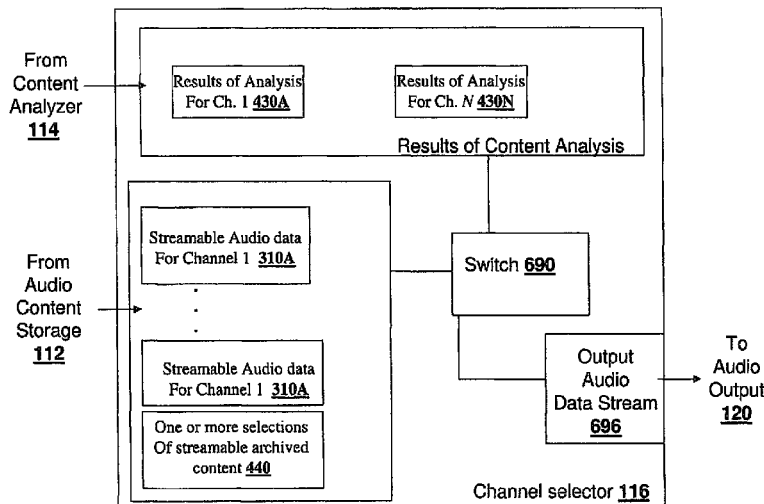 From
Content
Analyzer
114
Results of Analysis
For Ch. 1 430A
Results of Analysis
For Ch. N 430N
Results of Content Analysis
From
Audio
Content
Storage
112
Streamable Audio data
For Channel 1 310A
.
.
.
Streamable Audio data
For Channel 1 310A
One or more selections
Of streamable archived
content 440
Switch 690
Output
Audio
Data Stream
696
To
Audio
Output
120
Channel selector 116